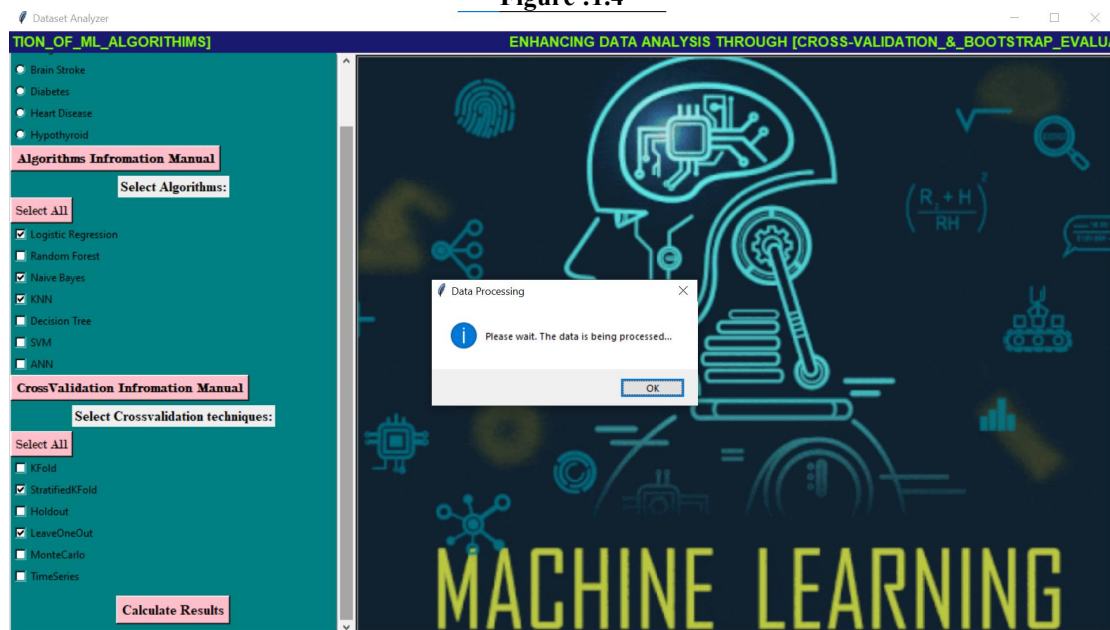 Figure :1.4
Dataset Analyzer
TION_OF_ML_ALGORITHIMS] ENHANCING DATA ANALYSIS THROUGH [CROSS-VALIDATION_&_BOOTSTRAP_EVALU
Brain Stroke
Diabetes
Heart Disease
Hypothyroid
Algorithms Infromation Manual
Select Algorithms:
Select All
Logistic Regression
Random Forest
Naive Bayes
KNN
Decision Tree
SVM
ANN
CrossValidation Infromation Manual
Select Crossvalidation techniques:
Select All
KFold
StratifiedKFold
Holdout
LeaveOneOut
MonteCarlo
TimeSeries
Calculate Results
Data Processing
Please wait. The data is being processed...
OK
MACHINE LEARNING